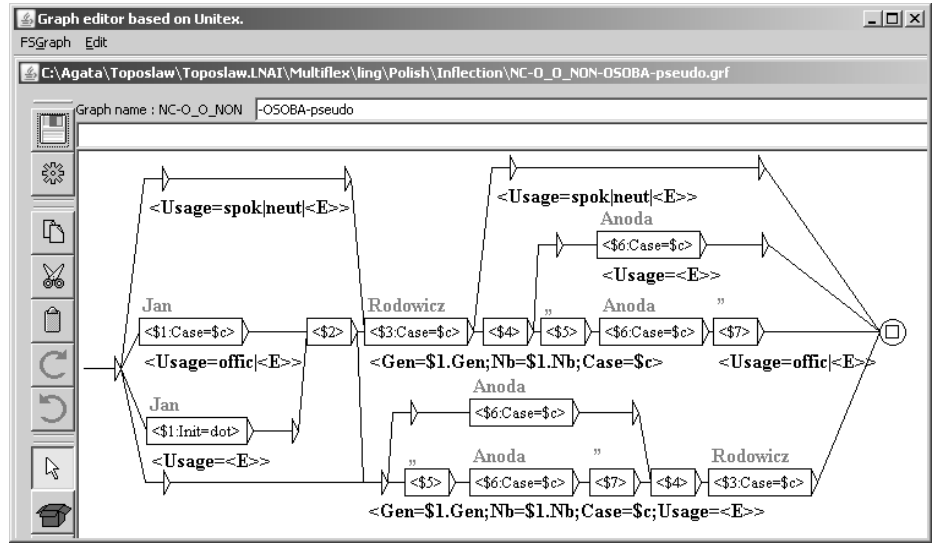 Graph editor based on Unitex.
FSGraph Edit
C:\Agata\Toposlaw\Toposlaw.LNAI\Multiflex\ling\Polish\Inflection\NC-O_O_NON-OSOBA-pseudo.grf
Graph name : NC-O_O_NON -OSOBA-pseudo
<Usage=spok|neut|<E>>
<Usage=spok|neut|<E>>
Anoda
<$6:Case=$c>
<Usage=<E>>
Jan Rodowicz „ Anoda ”
<$1:Case=$c> <$2> <$3:Case=$c> <$4> <$5> <$6:Case=$c> <$7>
<Usage=offic|<E>> <Gen=$1.Gen;Nb=$1.Nb;Case=$c> <Usage=offic|<E>>
Anoda
<$6:Case=$c>
Jan
<$1:Init=dot>
<Usage=<E>>
„ Anoda ” Rodowicz
<$5> <$6:Case=$c> <$7> <$4> <$3:Case=$c>
<Gen=$1.Gen;Nb=$1.Nb;Case=$c;Usage=<E>>